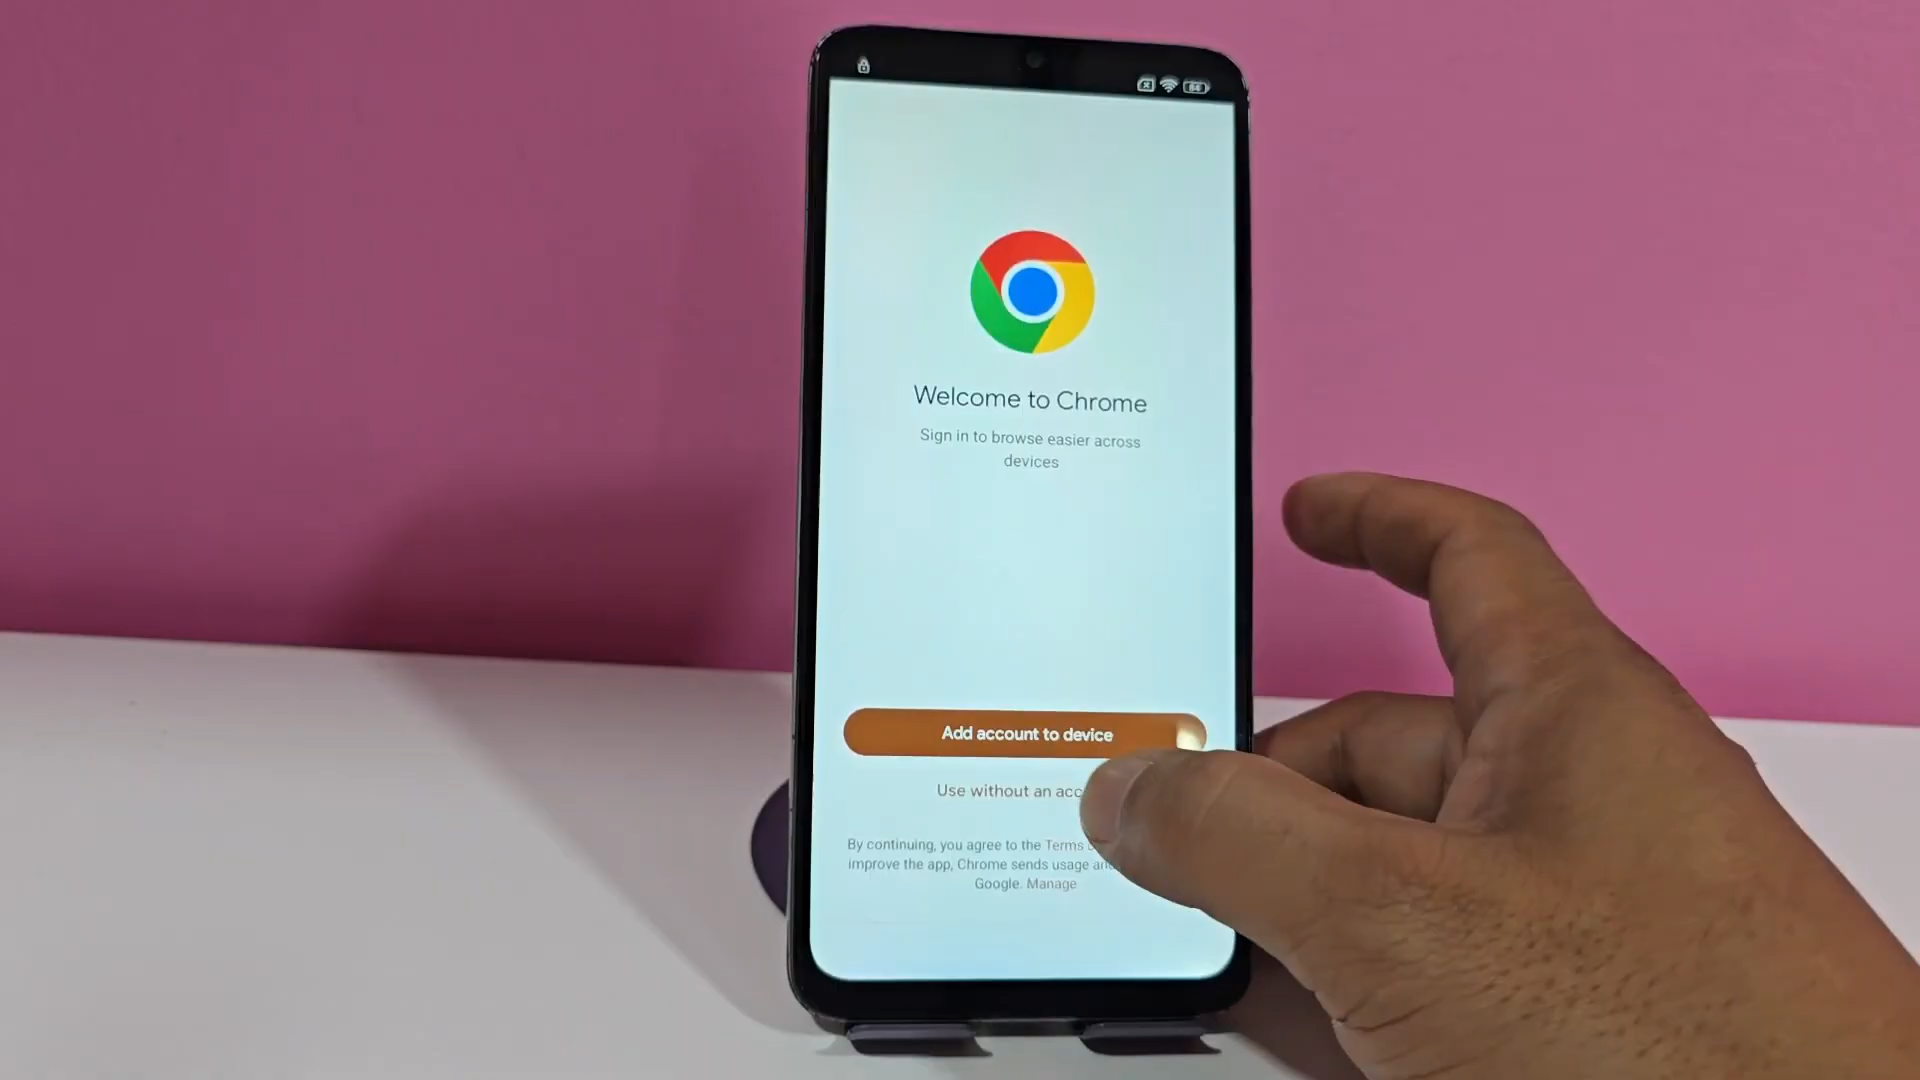 84
Welcome to Chrome
Sign in to browse easier across
devices
Add account to device
Use without an
By continuing, you agree to the Terms
improve the app, Chrome sends usage
Google. Manage